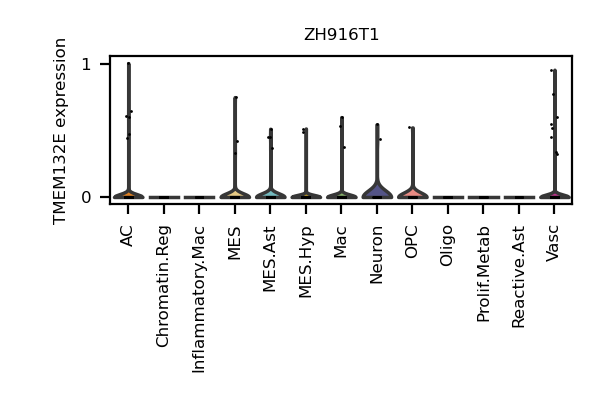 ZH916T1
TMEM132E expression
1
0
AC
Chromatin.Reg
Inflammatory.Mac
MES
MES.Ast
MES.Hyp
Mac
Neuron
OPC
Oligo
Prolif.Metab
Reactive.Ast
Vasc